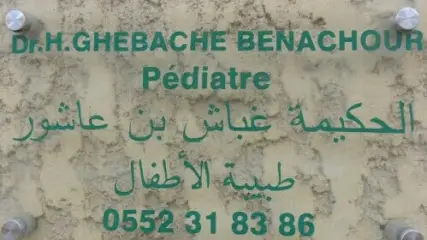 Dr.H.GHEBACHE BENACHOUR
Pédiatre
الحكيمة غباش بن عاشور
طبيبة الأطفال
0552 31 83 86